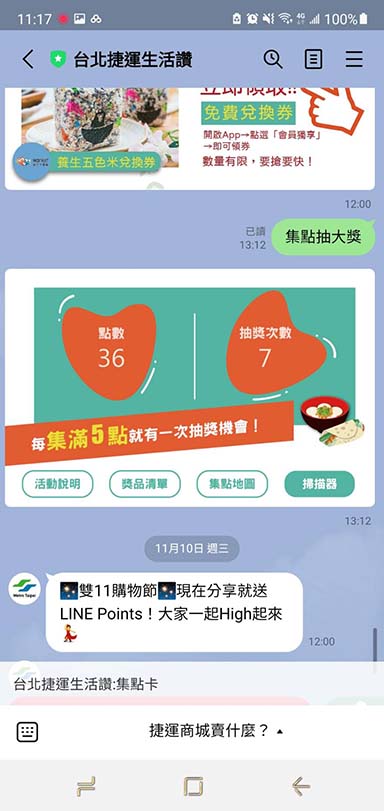 11:17
4G
100%
台北捷運生活讚
立即領取!!
免費兌換券
開啟App→點選「會員獨享」
→即可領券
數量有限，要搶要快！
養生五色米兌換券
12:00
已讀
13:12
集點抽大獎
點數
36
抽獎次數
7
每集滿5點就有一次抽獎機會！
活動說明
獎品清單
集點地圖
掃描器
13:12
11月10日 週三
Metro Taipei
雙11購物節 現在分享就送
LINE Points！大家一起High起來
12:00
台北捷運生活讚:集點卡
捷運商城賣什麼？